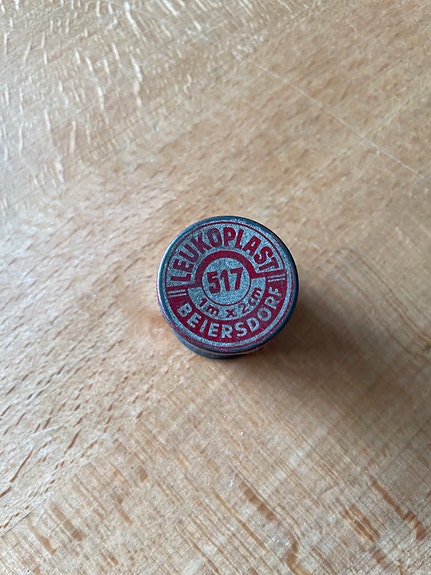 LEUKOPLAST
517
1m x 2cm
BEIERSDORF